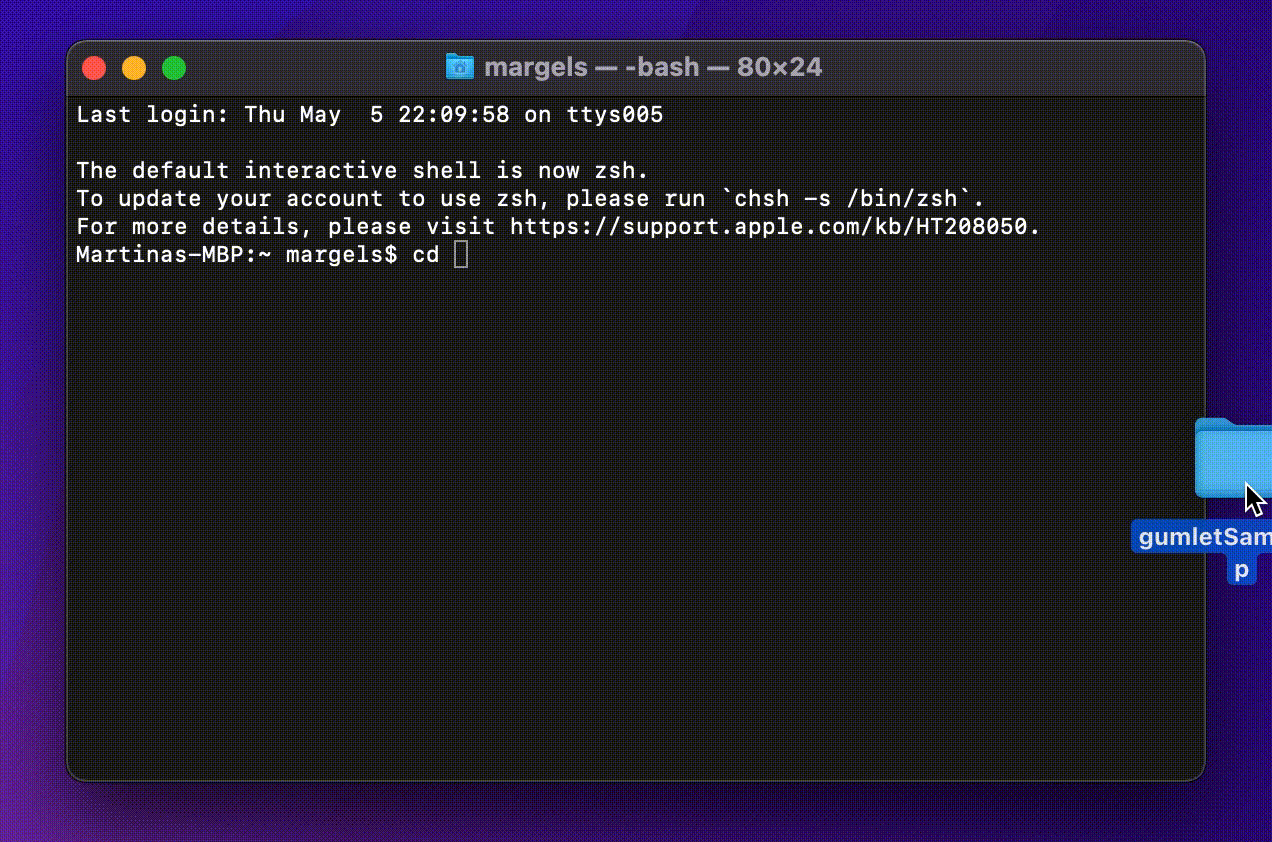 margels — -bash — 80×24
Last login: Thu May  5 22:09:58 on ttys005
The default interactive shell is now zsh.
To update your account to use zsh, please run `chsh -s /bin/zsh`.
For more details, please visit https://support.apple.com/kb/HT208050.
Martinas-MBP:~ margels$ cd
gumletSam
p